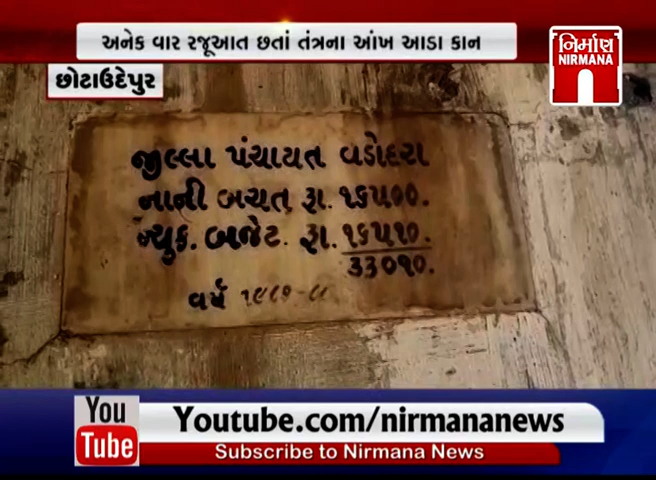 અનેક વાર રજૂઆત છતાં તંત્રના આંખ આડા કાન
છોટાઉદેપુર
નિર્માણ
NIRMANA
જીલ્લા પંચાયત વડોદરા
નાની બચત રૂા. ૧૬૫૦૦.
ન્યુક. બજેટ. રૂા. ૧૬૫૧૦.
૩૩૦૧૦.
વર્ષ
You
Tube
Youtube.com/nirmananews
Subscribe to Nirmana News